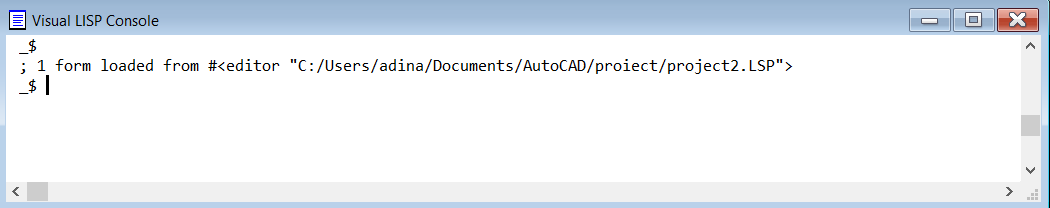 Visual LISP Console
_$
; 1 form loaded from #<editor "C:/Users/adina/Documents/AutoCAD/proiect/project2.LSP">
_$